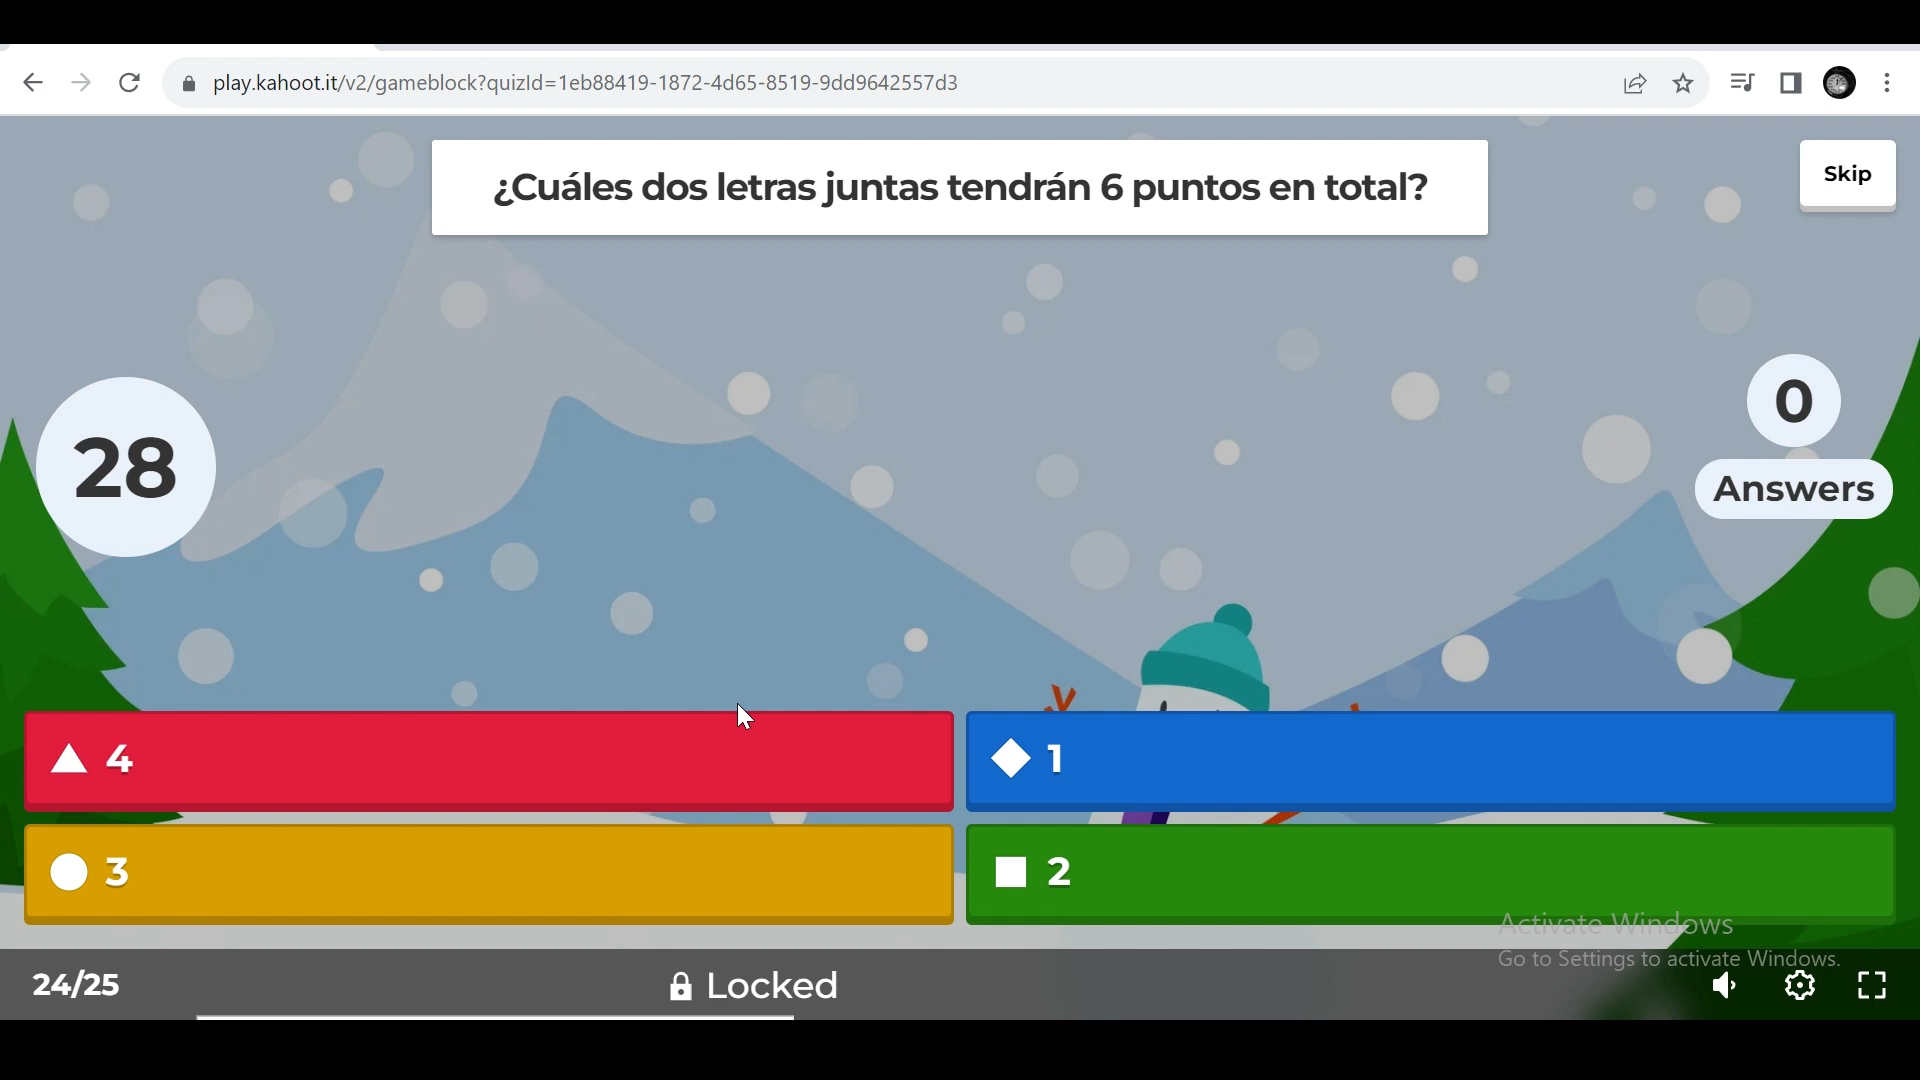 play.kahoot.it/v2/gameblock?quizId=1eb88419-1872-4d65-8519-9dd9642557d3
¿Cuáles dos letras juntas tendrán 6 puntos en total?
Skip
28
0
Answers
4
1
3
2
Activate Windows
Go to Settings to activate Windows.
24/25
Locked